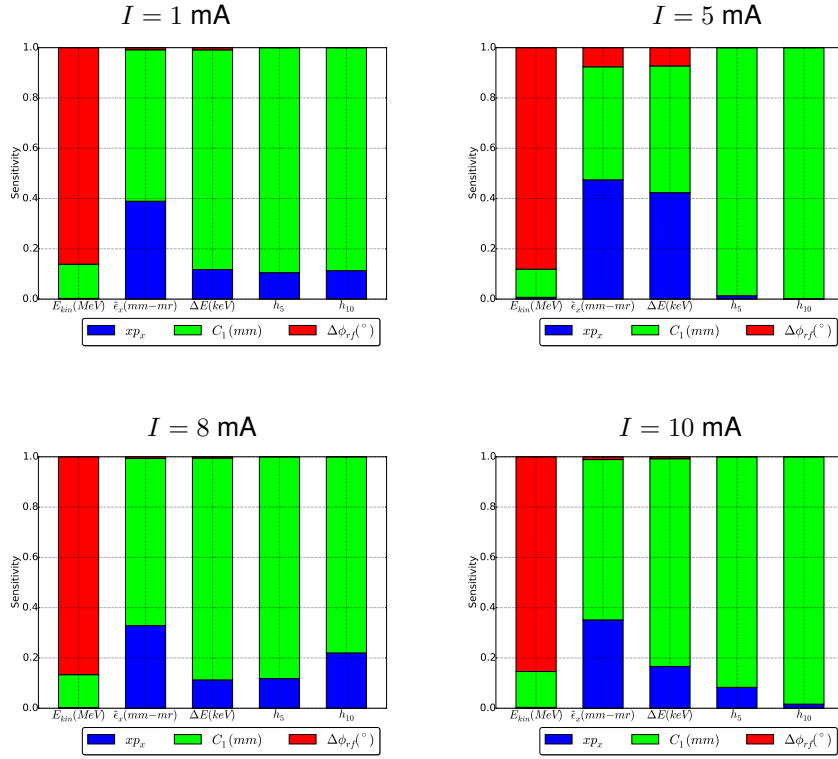 I = 1 mA
1.0
0.8
0.6
0.4
0.2
0.0
Sensitivity
E_kin(MeV) ε̃_x(mm−mr) ΔE(keV) h_5 h_10
xp_x C_1(mm) Δϕ_rf(°)
I = 5 mA
1.0
0.8
0.6
0.4
0.2
0.0
Sensitivity
E_kin(MeV) ε̃_x(mm−mr) ΔE(keV) h_5 h_10
xp_x C_1(mm) Δϕ_rf(°)
I = 8 mA
1.0
0.8
0.6
0.4
0.2
0.0
Sensitivity
E_kin(MeV) ε̃_x(mm−mr) ΔE(keV) h_5 h_10
xp_x C_1(mm) Δϕ_rf(°)
I = 10 mA
1.0
0.8
0.6
0.4
0.2
0.0
Sensitivity
E_kin(MeV) ε̃_x(mm−mr) ΔE(keV) h_5 h_10
xp_x C_1(mm) Δϕ_rf(°)